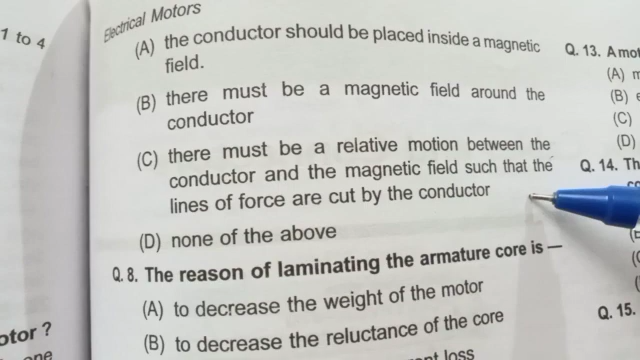 1 to 4
otor ?
one
Electrical Motors
(A) the conductor should be placed inside a magnetic
field.
(B) there must be a magnetic field around the
conductor
(C) there must be a relative motion between the
conductor and the magnetic field such that the
lines of force are cut by the conductor
(D) none of the above
Q. 8. The reason of laminating the armature core is —
(A) to decrease the weight of the motor
(B) to decrease the reluctance of the core
loss
Q. 13. A mot
(A) m
(B) e
(C)
(D)
Q. 14. Th
co
Q. 15.